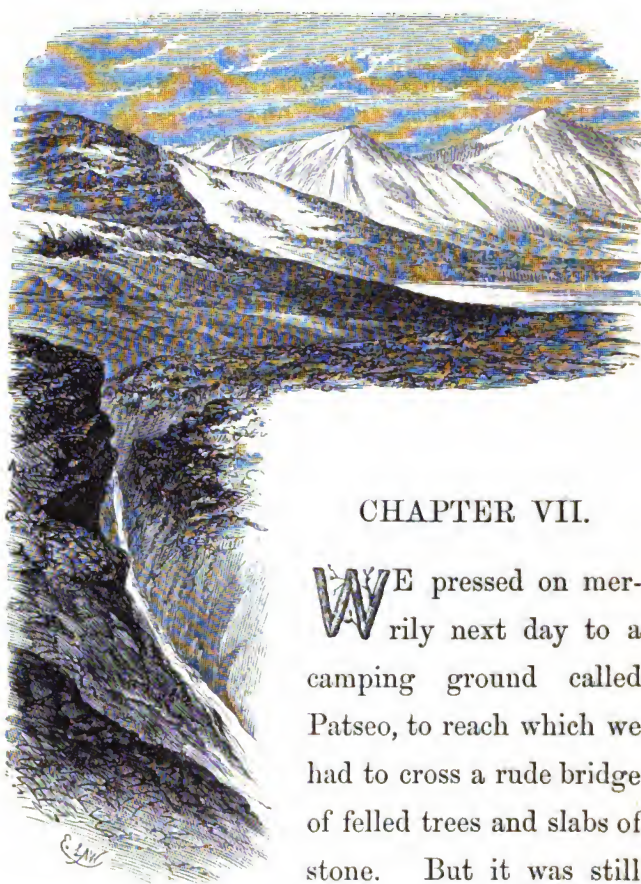 CHAPTER VII.
WE pressed on mer-
rily next day to a
camping ground called
Patseo, to reach which we
had to cross a rude bridge
of felled trees and slabs of
stone. But it was still
E. LAW